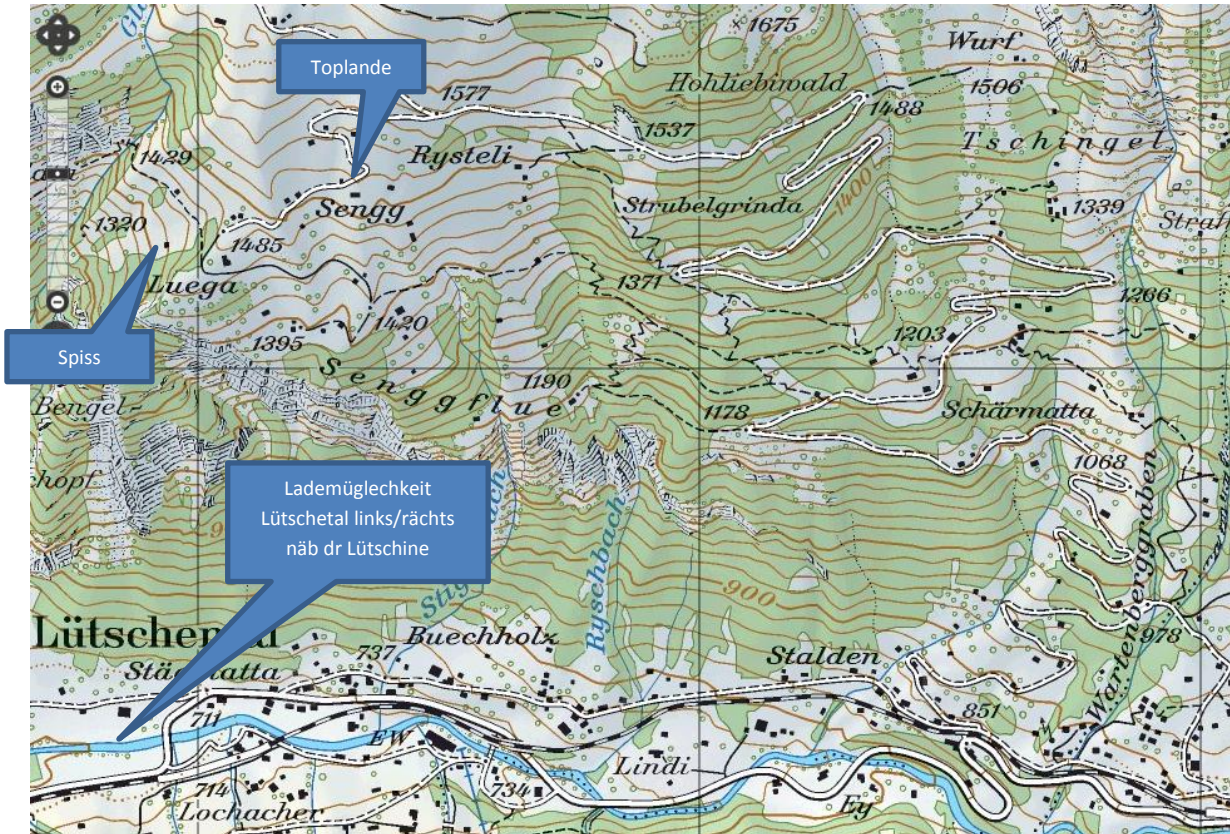 Toplande
1675
Wurf
Hohliebiwald
1577
1488
1506
1537
Tschingel
1429
Rysteli
1400
Strubelgrinda
Sengg
1339
1320
1485
Luega
1371
1266
1420
1395
1203
Spiss
Senggflue
1190
1178
Schärmatta
Bengel-
1068
Lademüglechkeit
Lütschetal links/rächts
näb dr Lütschine
Ryschbach
900
Wartenberggraben
978
Buechholz
737
Stalden
851
711
EW
Lindi
714
734
Ey
Lochacher